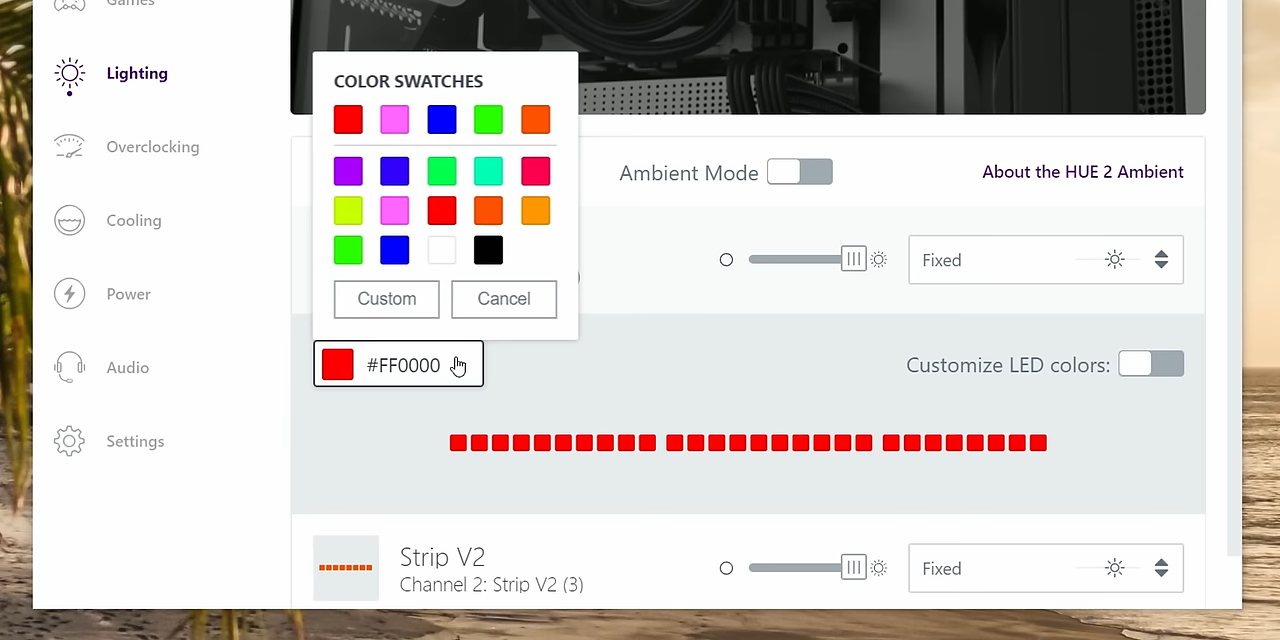 Games
Lighting
Overclocking
Cooling
Power
Audio
Settings
COLOR SWATCHES
Custom
Cancel
#FF0000
Ambient Mode
About the HUE 2 Ambient
Fixed
Customize LED colors:
Strip V2
Channel 2: Strip V2 (3)
Fixed